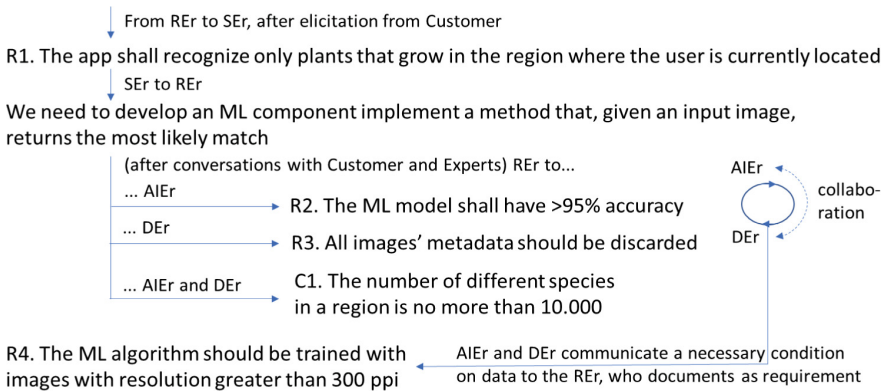 From REr to SEr, after elicitation from Customer
R1. The app shall recognize only plants that grow in the region where the user is currently located
SEr to REr
We need to develop an ML component implement a method that, given an input image,
returns the most likely match
(after conversations with Customer and Experts) REr to...
... AIEr
R2. The ML model shall have >95% accuracy
... DEr
R3. All images' metadata should be discarded
... AIEr and DEr
C1. The number of different species
in a region is no more than 10.000
AIEr
collabo-
ration
DEr
R4. The ML algorithm should be trained with
images with resolution greater than 300 ppi
AIEr and DEr communicate a necessary condition
on data to the REr, who documents as requirement